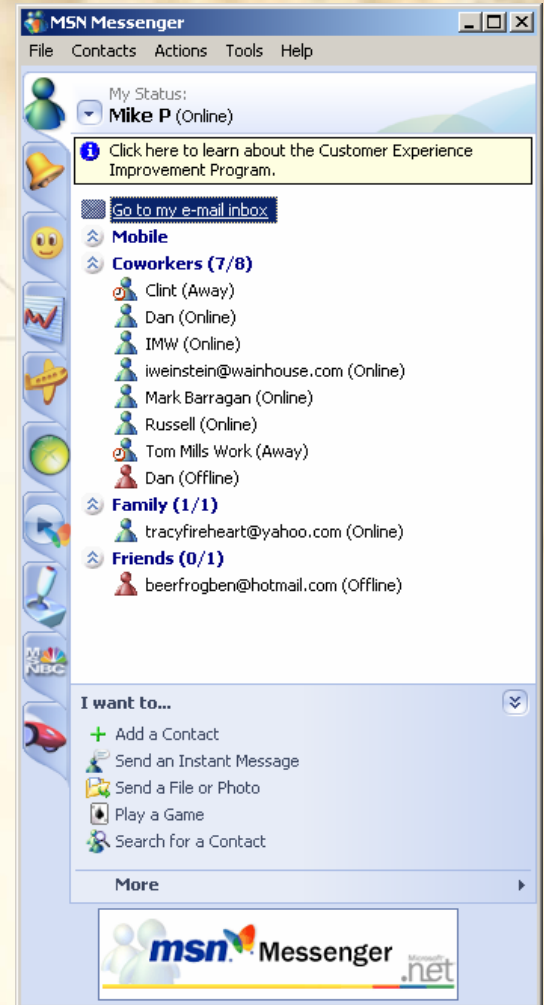 MSN Messenger
File Contacts Actions Tools Help
My Status:
Mike P (Online)
Click here to learn about the Customer Experience
Improvement Program.
Go to my e-mail inbox
Mobile
Coworkers (7/8)
Clint (Away)
Dan (Online)
IMW (Online)
iweinstein@wainhouse.com (Online)
Mark Barragan (Online)
Russell (Online)
Tom Mills Work (Away)
Dan (Offline)
Family (1/1)
tracyfireheart@yahoo.com (Online)
Friends (0/1)
beerfrogben@hotmail.com (Offline)
MSNBC
I want to...
Add a Contact
Send an Instant Message
Send a File or Photo
Play a Game
Search for a Contact
More
msn Messenger
Microsoft
.net